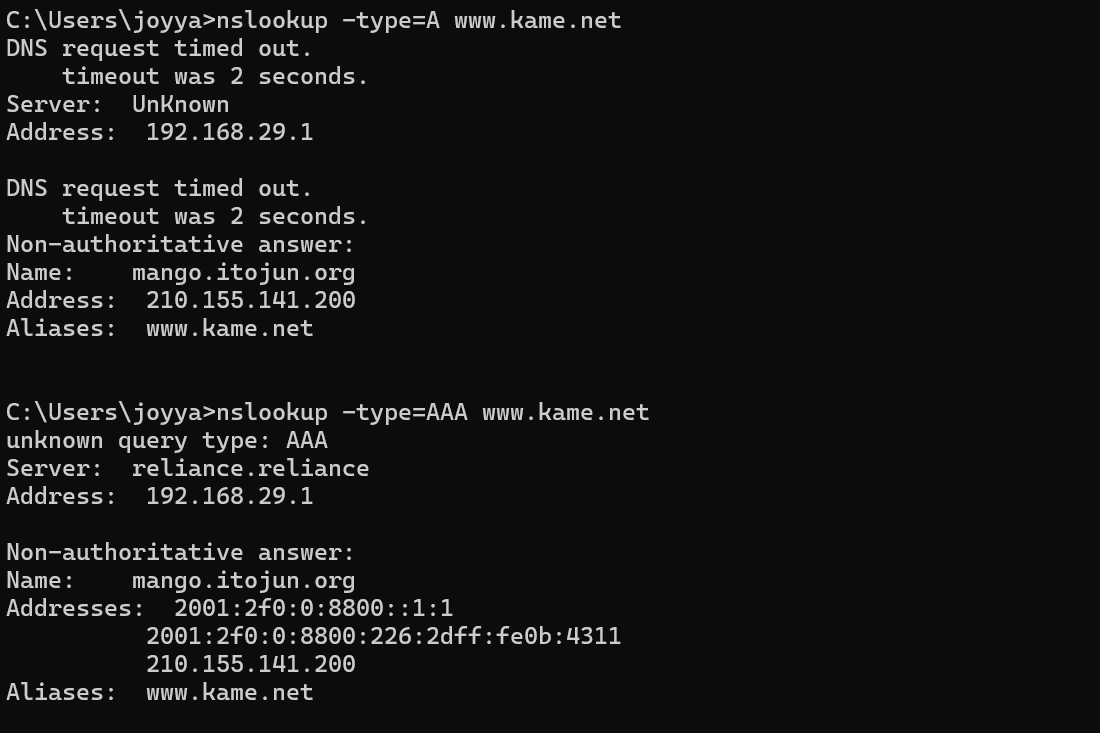 C:\Users\joyya>nslookup -type=A www.kame.net
DNS request timed out.
    timeout was 2 seconds.
Server:  UnKnown
Address:  192.168.29.1

DNS request timed out.
    timeout was 2 seconds.
Non-authoritative answer:
Name:    mango.itojun.org
Address:  210.155.141.200
Aliases:  www.kame.net


C:\Users\joyya>nslookup -type=AAA www.kame.net
unknown query type: AAA
Server:  reliance.reliance
Address:  192.168.29.1

Non-authoritative answer:
Name:    mango.itojun.org
Addresses:  2001:2f0:0:8800::1:1
          2001:2f0:0:8800:226:2dff:fe0b:4311
          210.155.141.200
Aliases:  www.kame.net